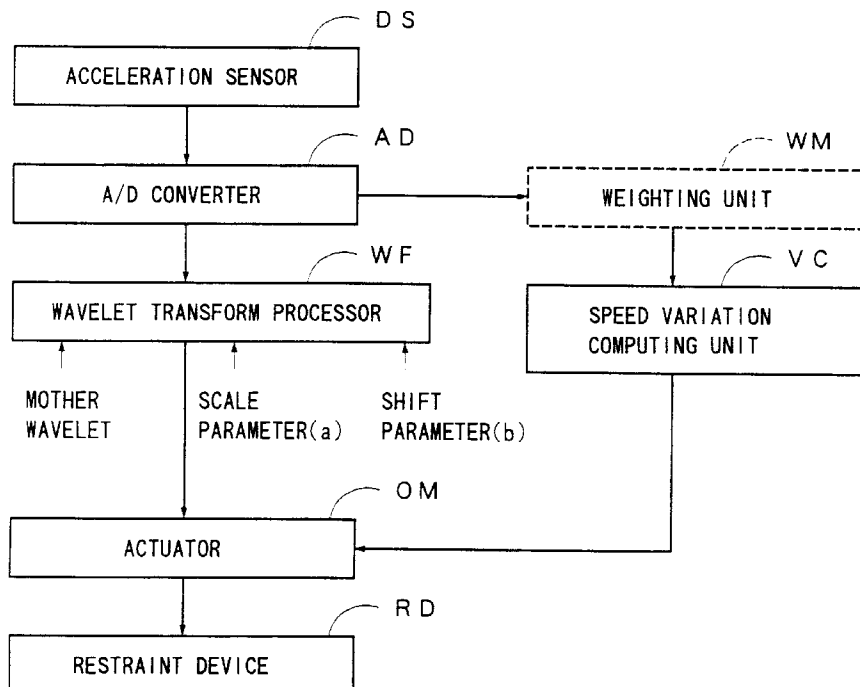 DS
ACCELERATION SENSOR
AD
A/D CONVERTER
WM
WEIGHTING UNIT
WF
WAVELET TRANSFORM PROCESSOR
VC
SPEED VARIATION
COMPUTING UNIT
MOTHER
WAVELET
SCALE
PARAMETER(a)
SHIFT
PARAMETER(b)
OM
ACTUATOR
RD
RESTRAINT DEVICE